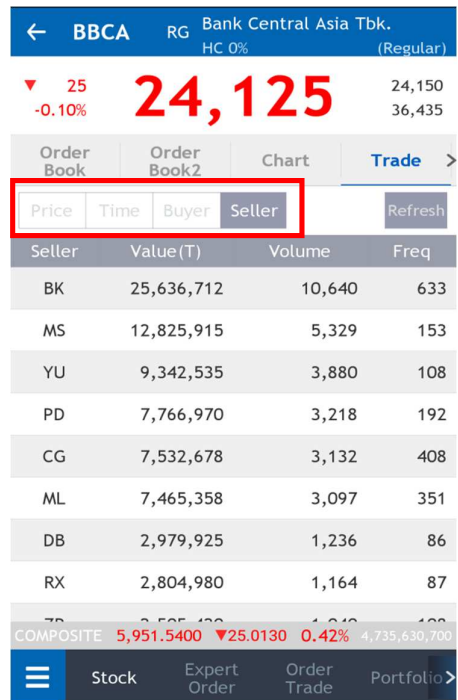 ← BBCA RG Bank Central Asia Tbk.
HC 0% (Regular)
▼ 25 24,125 24,150
-0.10% 36,435
Order Book Order Book2 Chart Trade >
Price Time Buyer Seller Refresh
Seller Value(T) Volume Freq
BK 25,636,712 10,640 633
MS 12,825,915 5,329 153
YU 9,342,535 3,880 108
PD 7,766,970 3,218 192
CG 7,532,678 3,132 408
ML 7,465,358 3,097 351
DB 2,979,925 1,236 86
RX 2,804,980 1,164 87
COMPOSITE 5,951.5400 ▼25.0130 0.42% 4,735,630,700
Stock Expert Order Order Trade Portfolio >